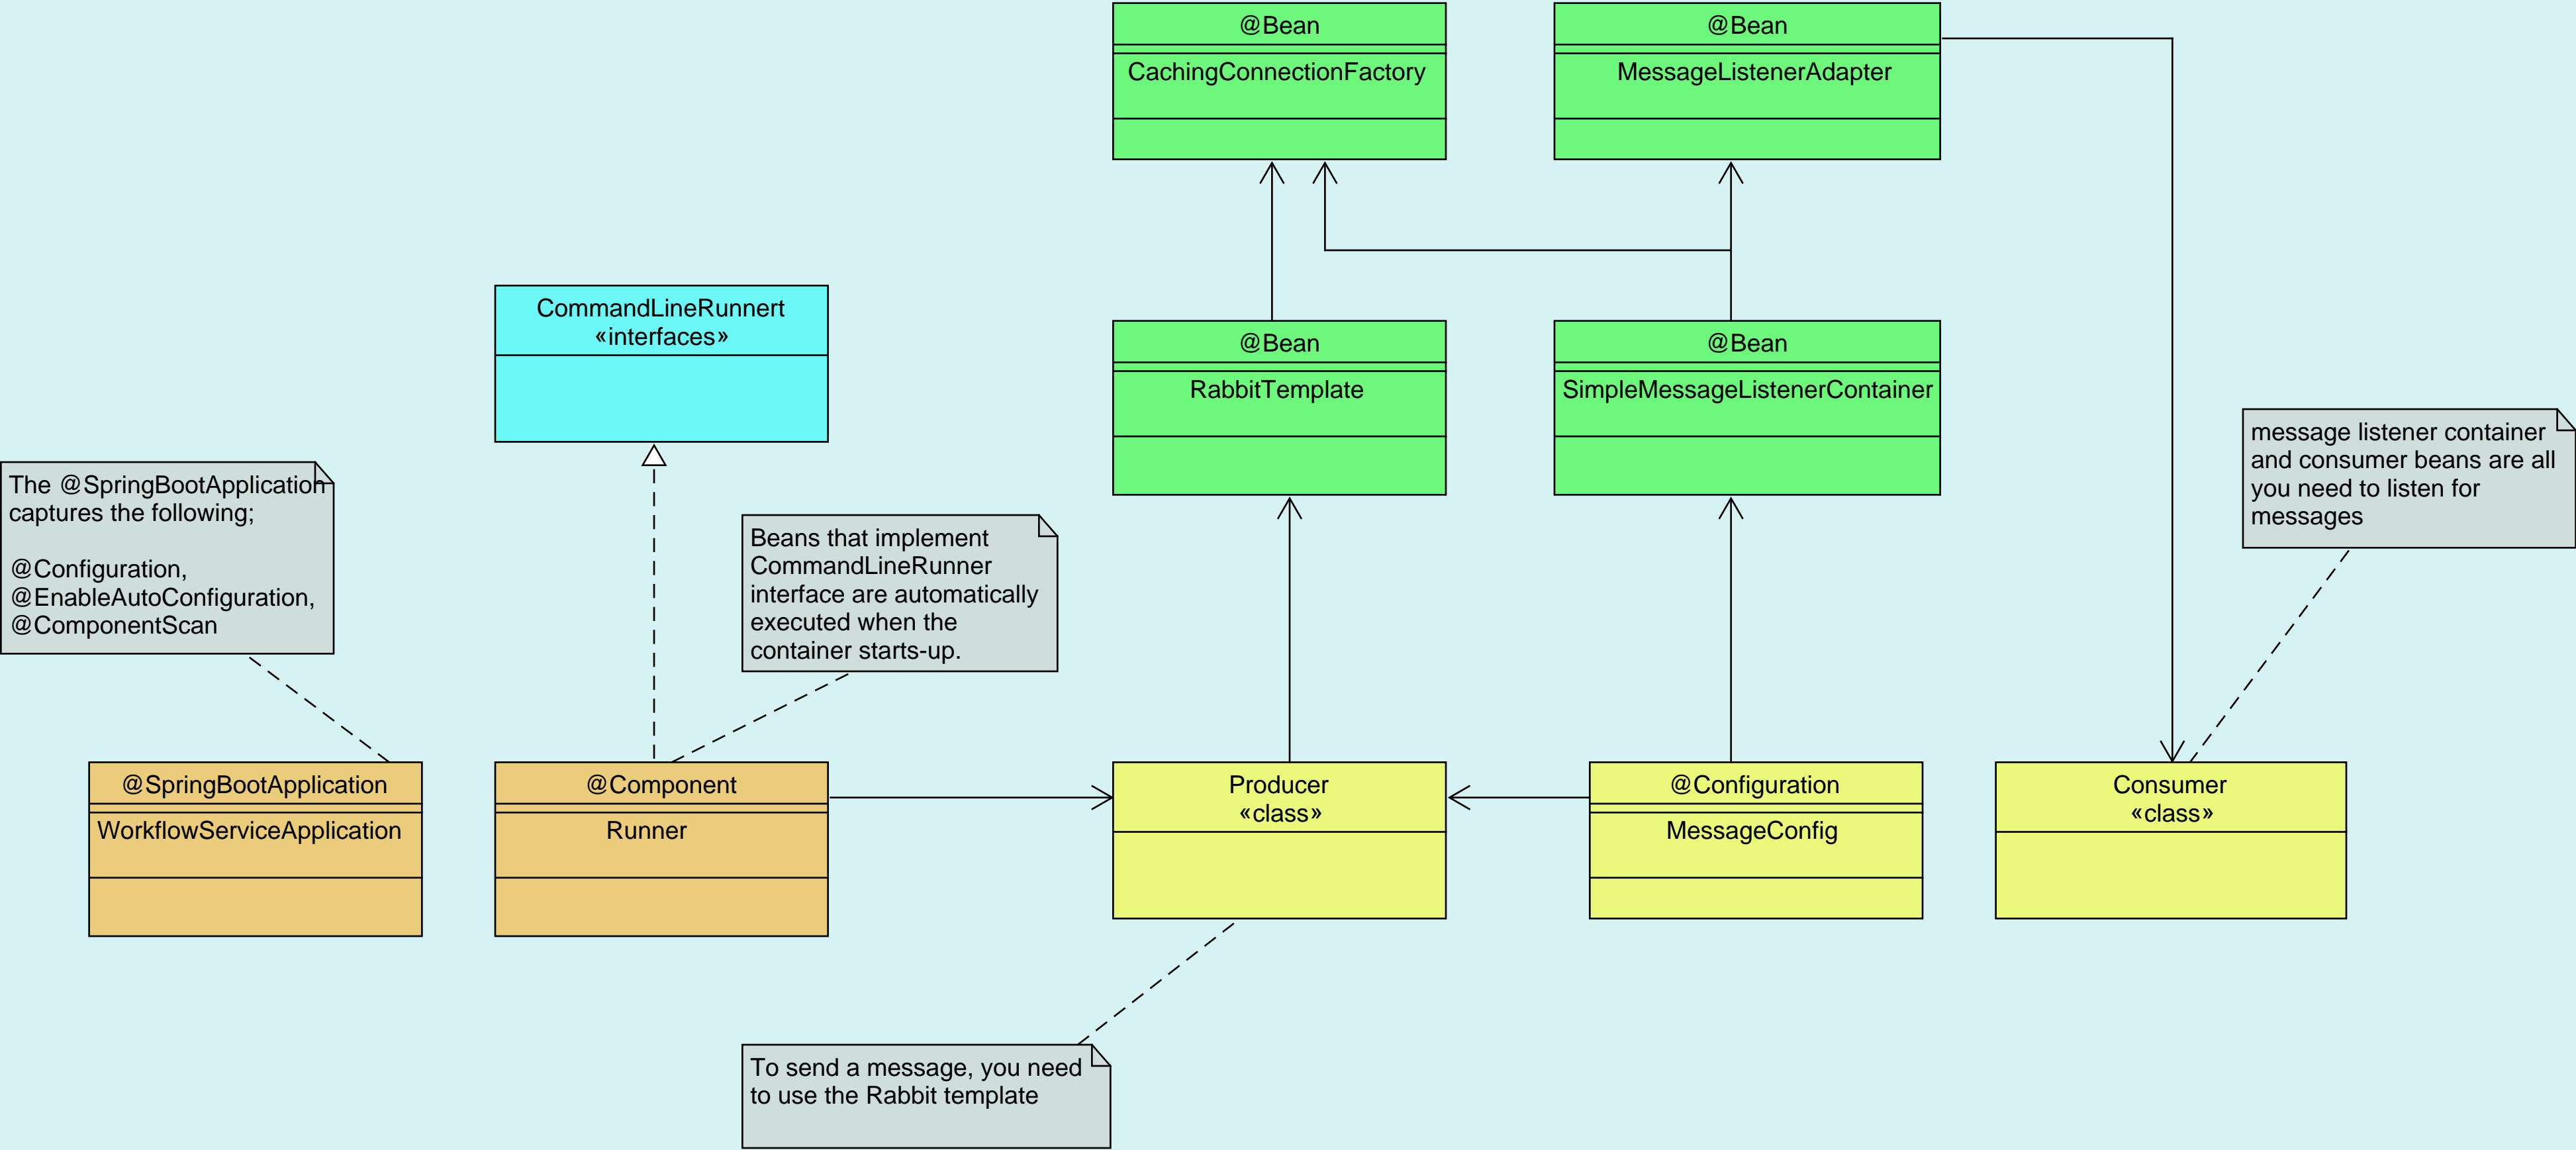 @Bean
CachingConnectionFactory
@Bean
MessageListenerAdapter
CommandLineRunnert
«interfaces»
@Bean
RabbitTemplate
@Bean
SimpleMessageListenerContainer
message listener container
and consumer beans are all
you need to listen for
messages
The @SpringBootApplication
captures the following;
@Configuration,
@EnableAutoConfiguration,
@ComponentScan
Beans that implement
CommandLineRunner
interface are automatically
executed when the
container starts-up.
@SpringBootApplication
WorkflowServiceApplication
@Component
Runner
Producer
«class»
@Configuration
MessageConfig
Consumer
«class»
To send a message, you need
to use the Rabbit template